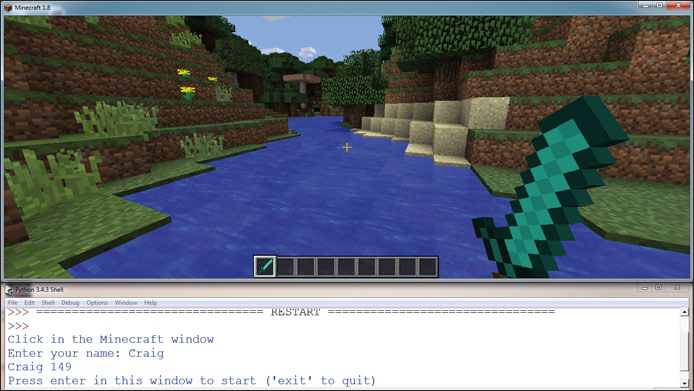 Minecraft 1.8
Python 3.4.3 Shell
File Edit Shell Debug Options Window Help
>>> ================================ RESTART ================================
>>>
Click in the Minecraft window
Enter your name: Craig
Craig 149
Press enter in this window to start ('exit' to quit)